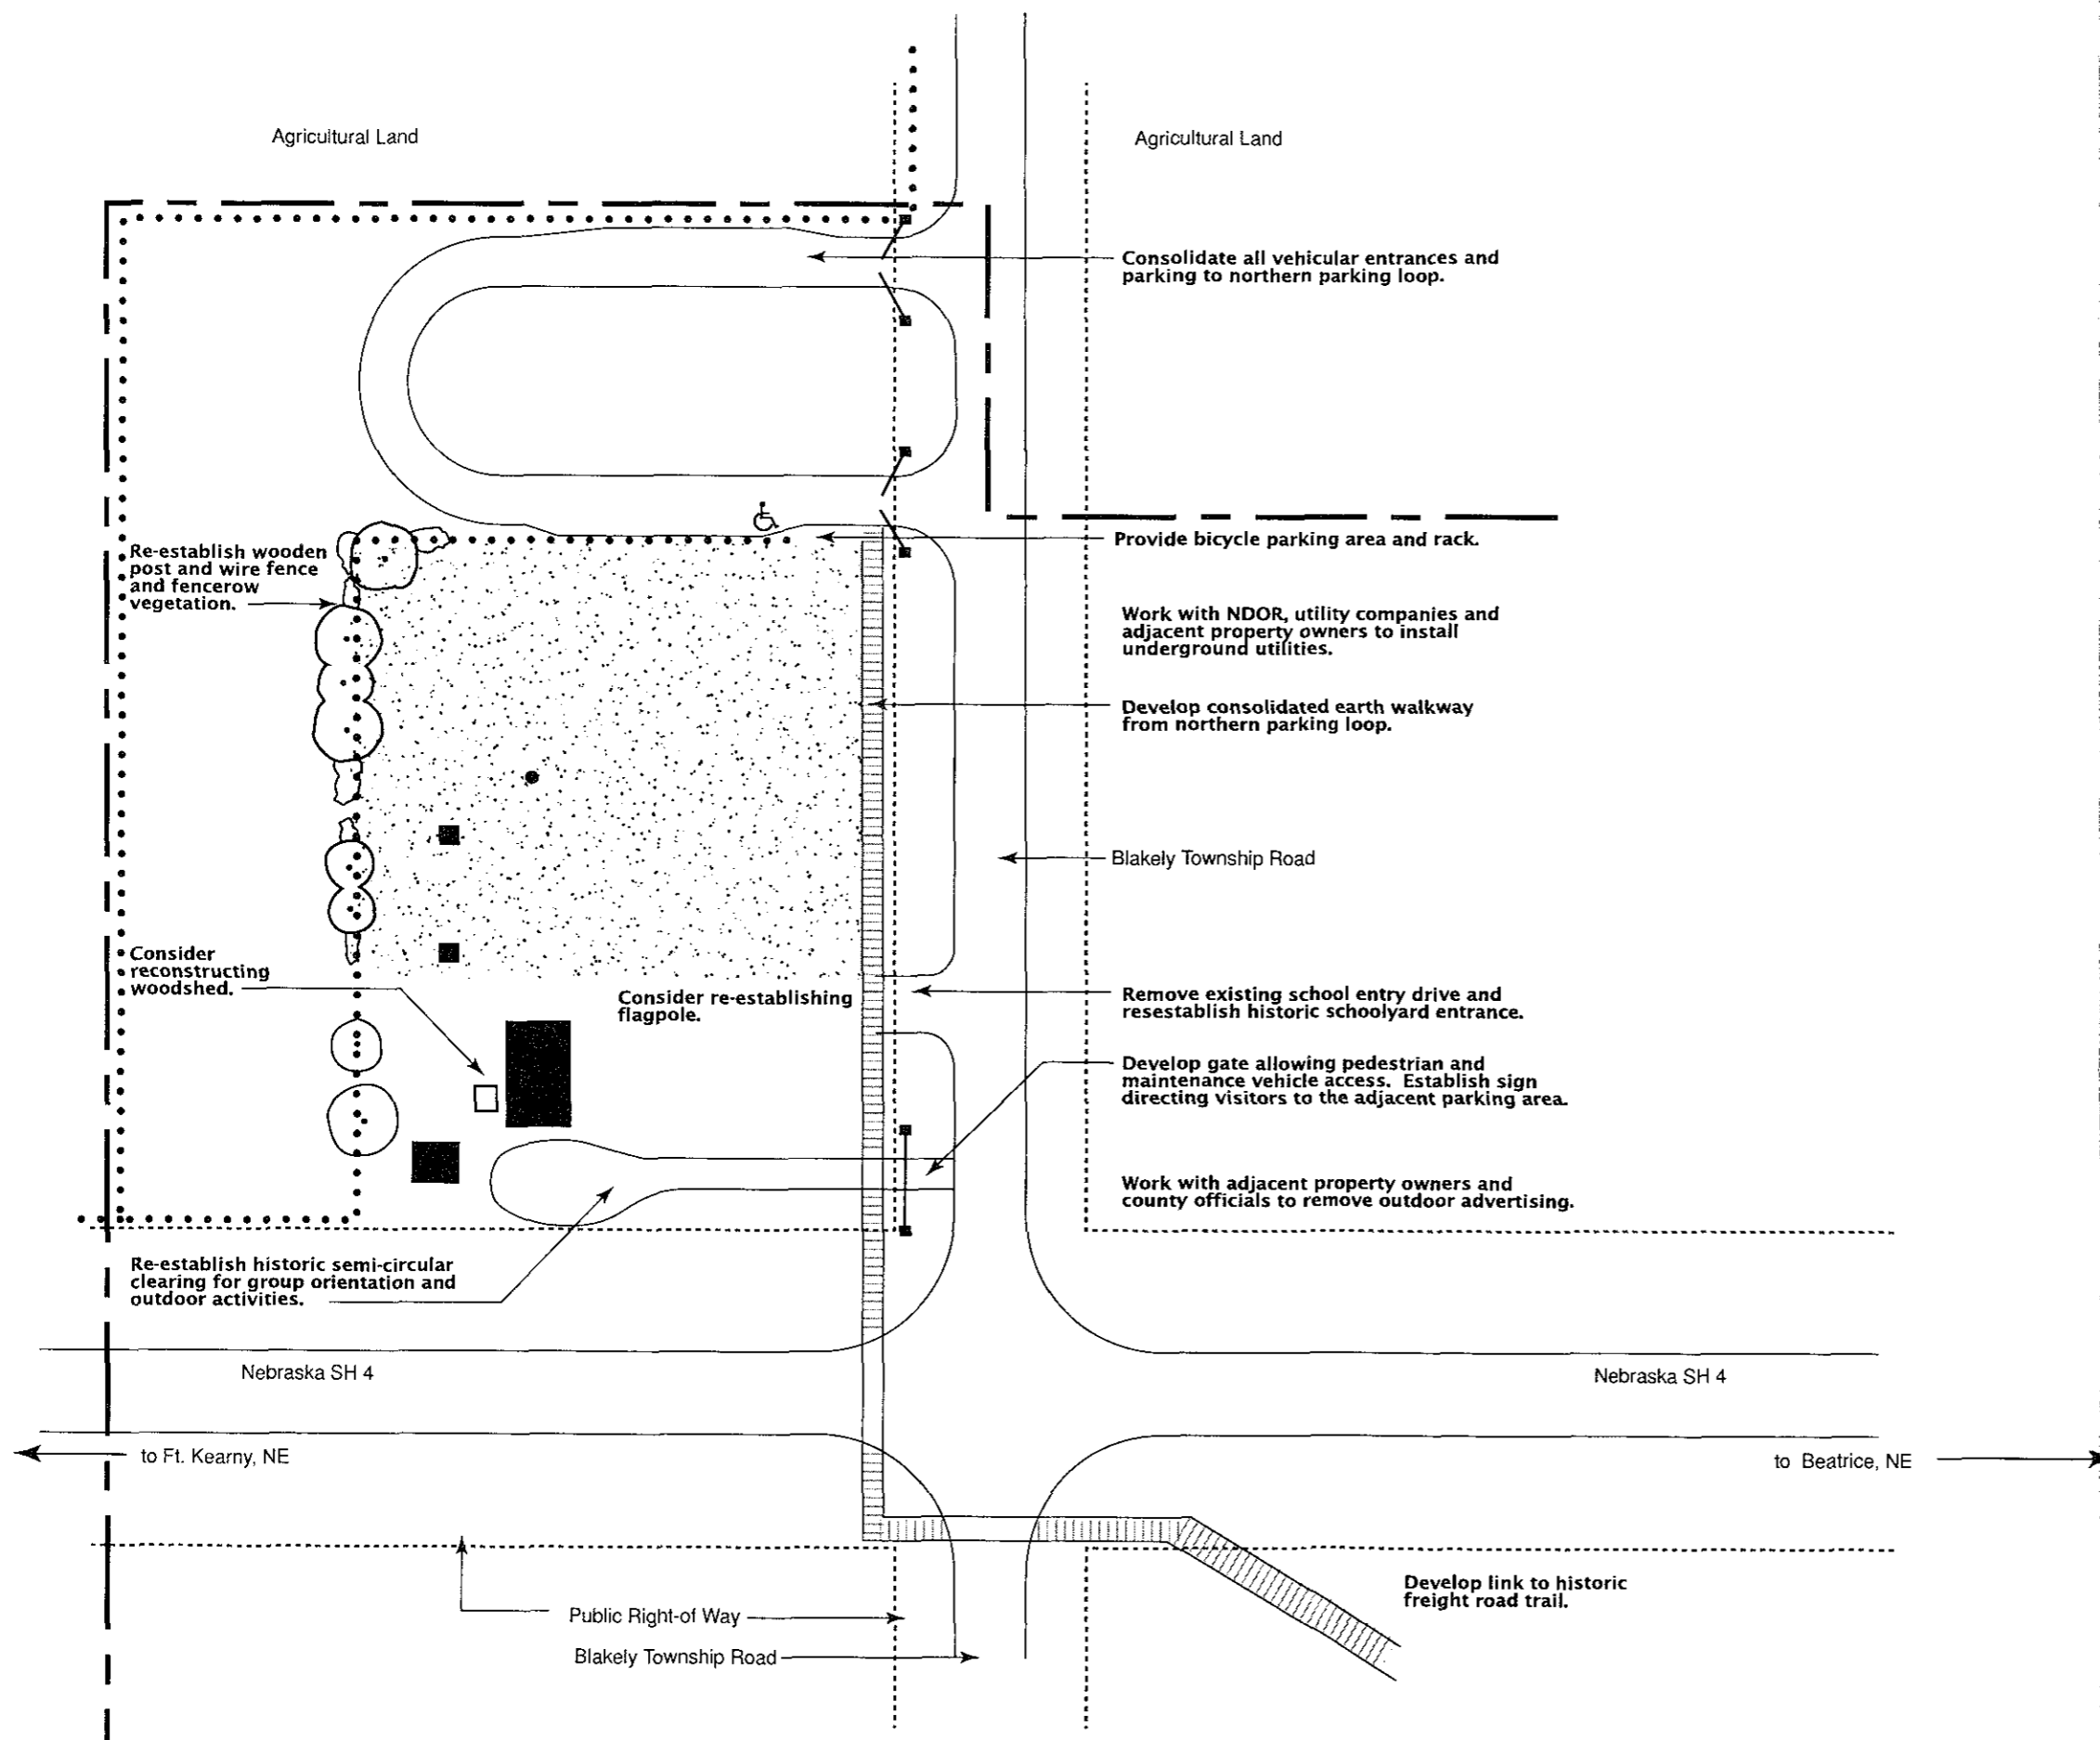 Agricultural Land
Agricultural Land
Consolidate all vehicular entrances and
parking to northern parking loop.
Re-establish wooden
post and wire fence
and fencerow
vegetation.
Provide bicycle parking area and rack.
Work with NDOR, utility companies and
adjacent property owners to install
underground utilities.
Develop consolidated earth walkway
from northern parking loop.
Blakely Township Road
Consider
reconstructing
woodshed.
Consider re-establishing
flagpole.
Remove existing school entry drive and
resestablish historic schoolyard entrance.
Develop gate allowing pedestrian and
maintenance vehicle access. Establish sign
directing visitors to the adjacent parking area.
Work with adjacent property owners and
county officials to remove outdoor advertising.
Re-establish historic semi-circular
clearing for group orientation and
outdoor activities.
Nebraska SH 4
Nebraska SH 4
to Ft. Kearny, NE
to Beatrice, NE
Develop link to historic
freight road trail.
Public Right-of Way
Blakely Township Road